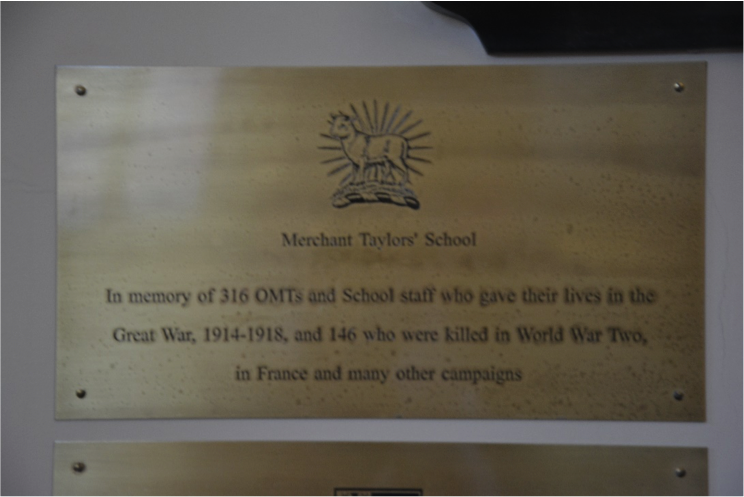 Merchant Taylors' School
In memory of 316 OMTs and School staff who gave their lives in the
Great War, 1914-1918, and 146 who were killed in World War Two,
in France and many other campaigns